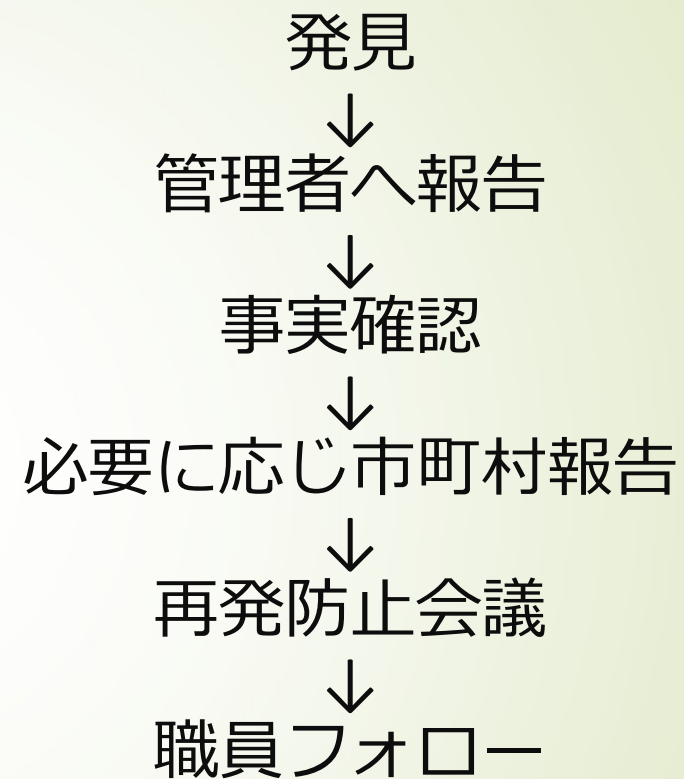 発見
↓
管理者へ報告
↓
事実確認
↓
必要に応じ市町村報告
↓
再発防止会議
↓
職員フォロー